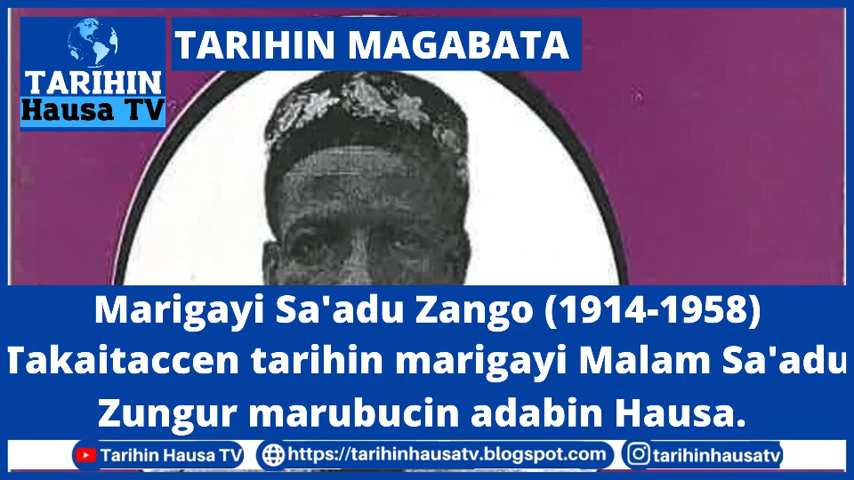 TARIHIN
Hausa TV
TARIHIN MAGABATA
Marigayi Sa'adu Zango (1914-1958)
Takaitaccen tarihin marigayi Malam Sa'adu
Zungur marubucin adabin Hausa.
Tarihin Hausa TV
https://tarihinhausatv.blogspot.com
tarihinhausatv